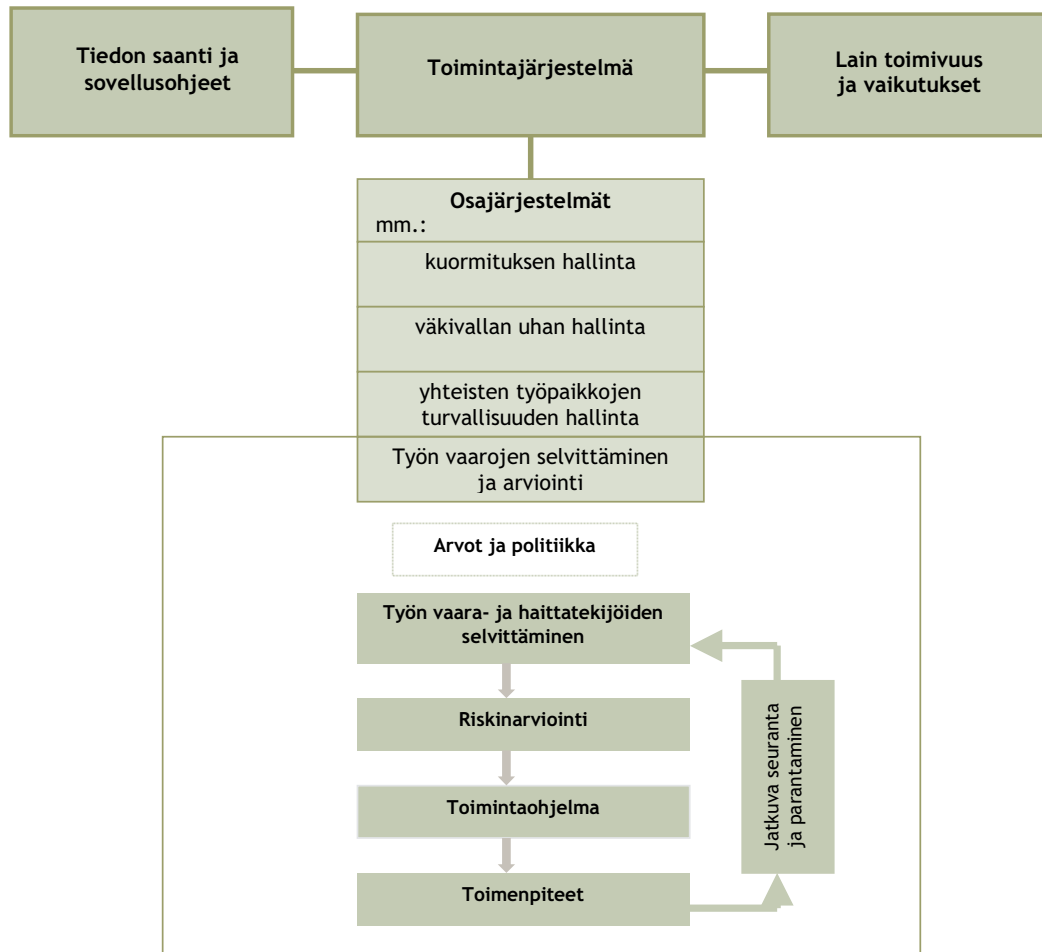 Tiedon saanti ja
sovellusohjeet
Toimintajärjestelmä
Lain toimivuus
ja vaikutukset
Osajärjestelmät
mm.:
kuormituksen hallinta
väkivallan uhan hallinta
yhteisten työpaikkojen
turvallisuuden hallinta
Työn vaarojen selvittäminen
ja arviointi
Arvot ja politiikka
Työn vaara- ja haittatekijöiden
selvittäminen
Riskinarviointi
Toimintaohjelma
Toimenpiteet
Jatkuva seuranta
ja parantaminen